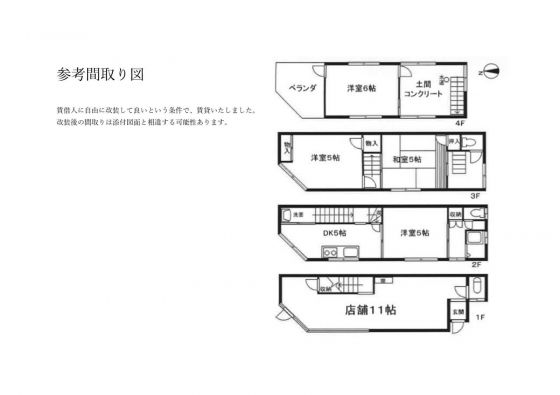 参考間取り図
賃借人に自由に改装して良いという条件で、賃貸いたしました。
改装後の間取りは添付図面と相違する可能性あります。
N
ベランダ
洋室6帖
土間
コンクリート
4F
物入
洋室5帖
物入
和室5帖
押入
3F
洗面
DK5帖
洋室5帖
収納
2F
収納
店舗11帖
玄関
1F